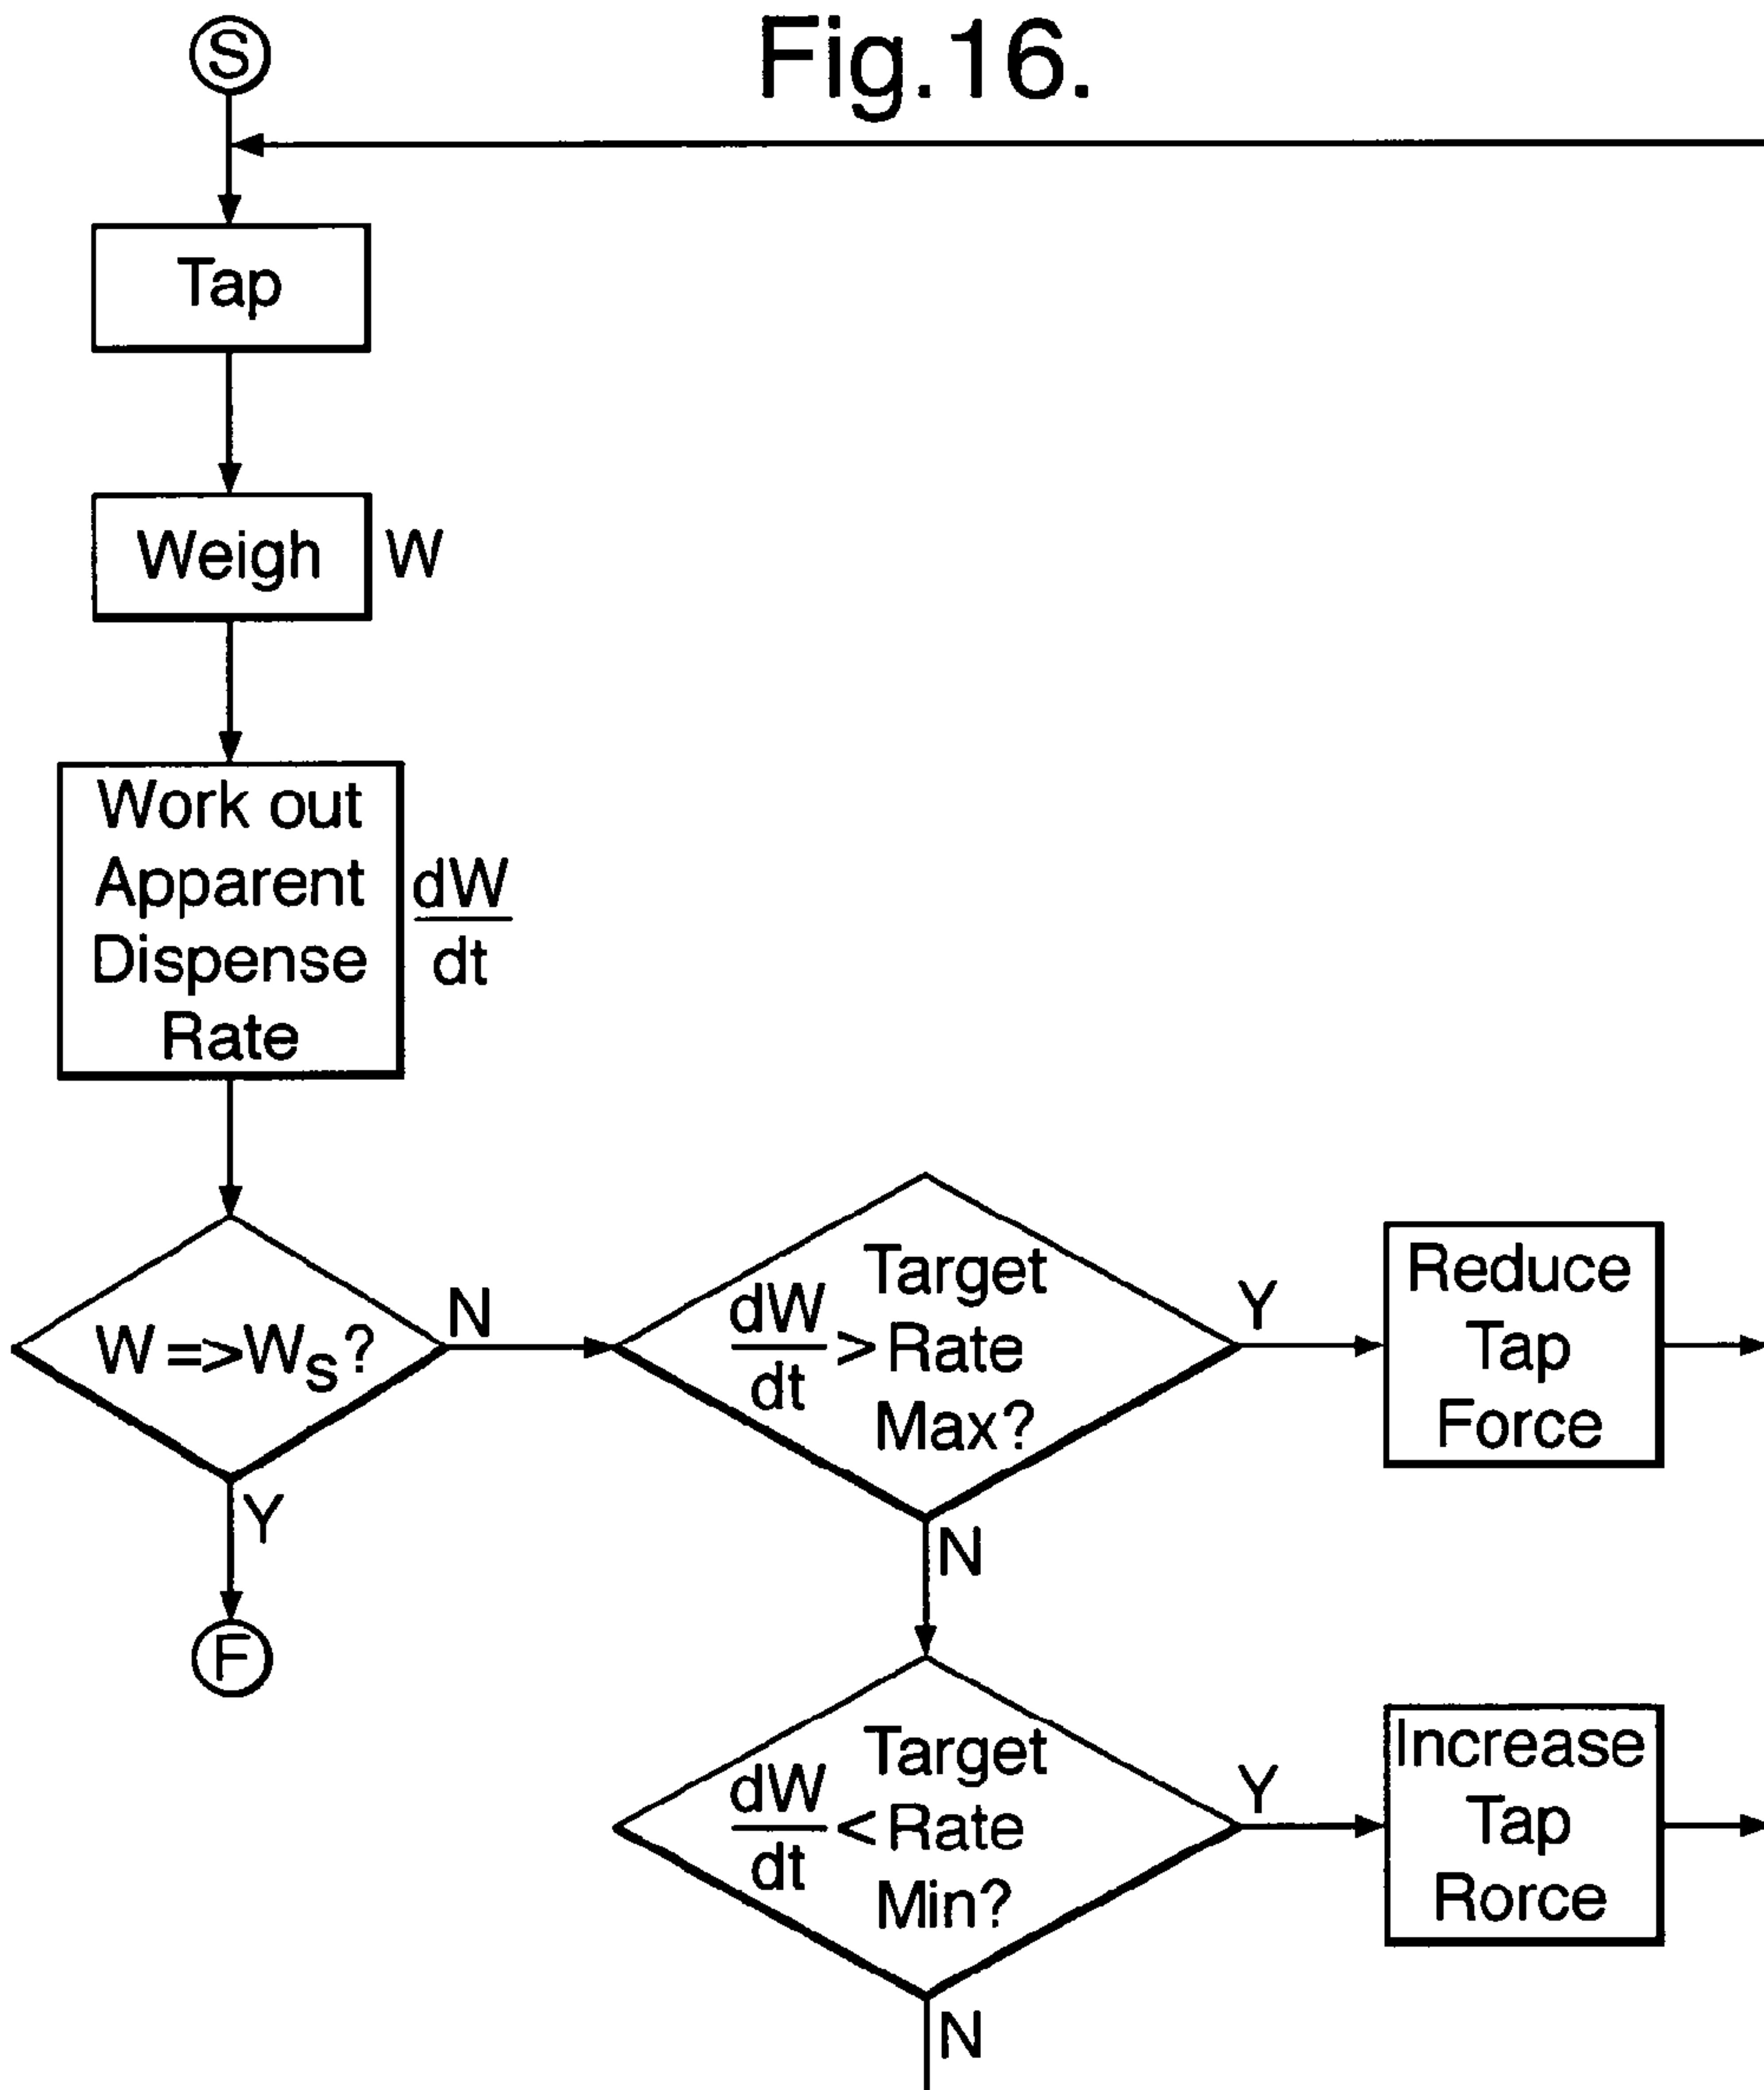 Fig.16.
S
Tap
Weigh
W
Work out
Apparent
Dispense
Rate
dW
dt
W =>Ws?
N
Y
F
Target
dW
> Rate
dt
Max?
Y
N
Reduce
Tap
Force
Target
dW
< Rate
dt
Min?
Y
N
Increase
Tap
Rorce